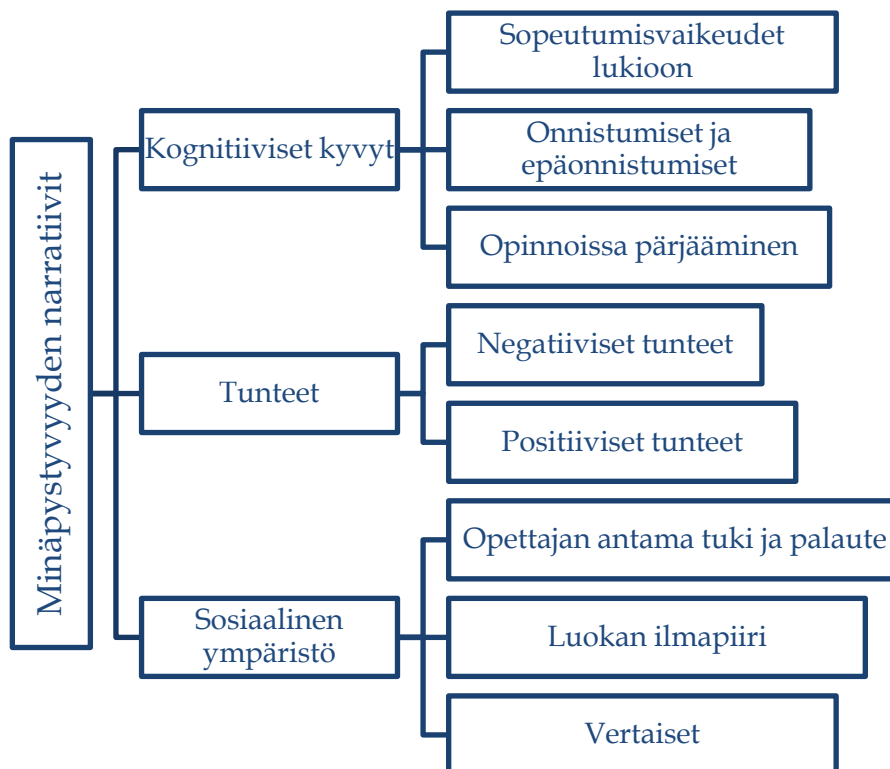 Minäpystyvyyden narratiivit
Kognitiiviset kyvyt
Sopeutumisvaikeudet
lukioon
Onnistumiset ja
epäonnistumiset
Opinnoissa pärjääminen
Tunteet
Negatiiviset tunteet
Positiiviset tunteet
Sosiaalinen
ympäristö
Opettajan antama tuki ja palaute
Luokan ilmapiiri
Vertaiset